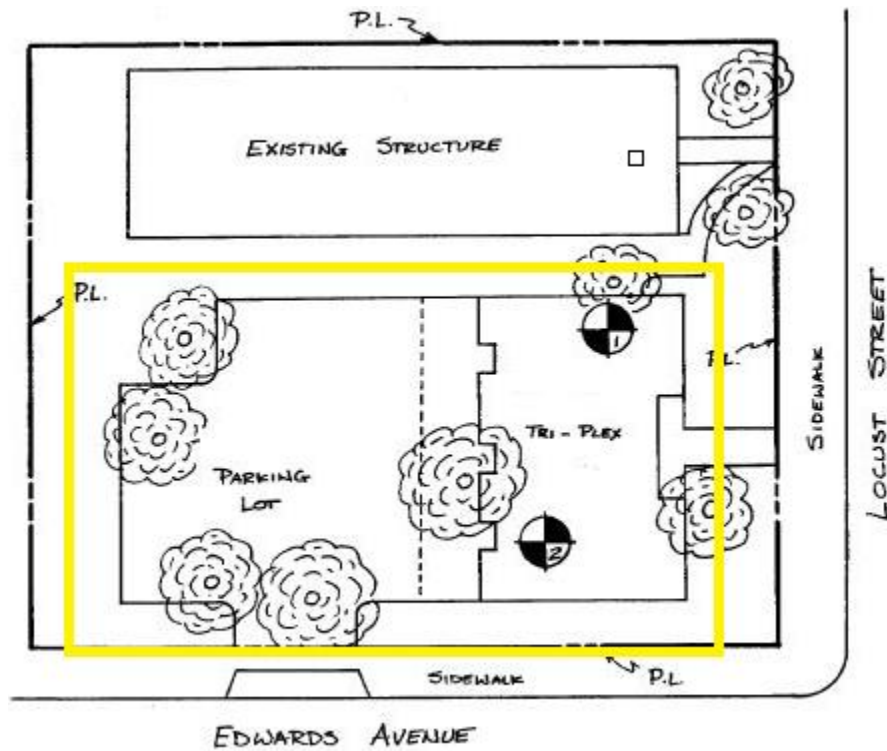 P.L.
EXISTING STRUCTURE
P.L.
1
P.L.
TRI-PLEX
SIDEWALK
LOCUST STREET
PARKING
LOT
2
SIDEWALK
P.L.
EDWARDS AVENUE